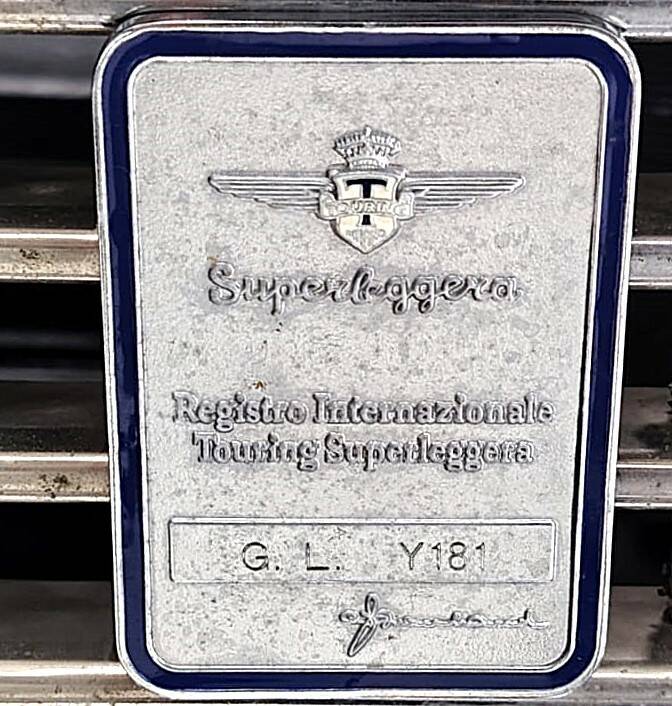 T
TOURING
Superleggera
Registro Internazionale
Touring Superleggera
G. L. Y181